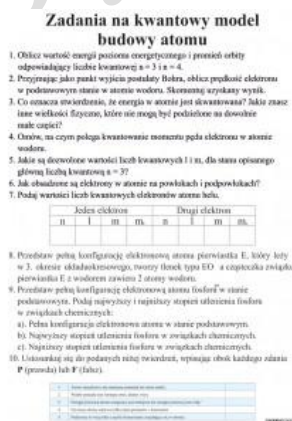 Zadania na kwantowy model
budowy atomu
1. Oblicz wartość energii poziomu energetycznego i promień orbity
odpowiadający liczbie kwantowej n = 3 i n = 4.
2. Przyjmując jako punkt wyjścia postulaty Bohra, oblicz prędkość elektronu
w podstawowym stanie w atomie wodoru. Skomentuj uzyskany wynik.
3. Co oznacza stwierdzenie, że energia w atomie jest skwantowana? Jakie znasz
inne wielkości fizyczne, które nie mogą być podzielone na dowolnie
małe części?
4. Omów, na czym polega kwantowanie momentu pędu elektronu w atomie
wodoru.
5. Jakie są dozwolone wartości liczb kwantowych l i m, dla stanu opisanego
główną liczbą kwantową n = 3?
6. Jak obsadzone są elektrony w atomie na powłokach i podpowłokach?
7. Podaj wartości liczb kwantowych elektronów atomu helu.
Jeden elektron Drugi elektron
n l m m. n l m m.
8. Przedstaw pełną konfigurację elektronową atomu pierwiastka E, który leży
w 3. okresie układu okresowego, tworzy tlenek typu EO a cząsteczka związku
pierwiastka E z wodorem zawiera 2 atomy wodoru.
9. Przedstaw pełną konfigurację elektronową atomu fosforu w stanie
podstawowym. Podaj najwyższy i najniższy stopień utlenienia fosforu
w związkach chemicznych:
a). Pełna konfiguracja elektronowa atomu w stanie podstawowym.
b). Najwyższy stopień utlenienia fosforu w związkach chemicznych.
c). Najniższy stopień utlenienia fosforu w związkach chemicznych.
10. Ustosunkuj się do podanych niżej twierdzeń, wpisując obok każdego zdania
P (prawda) lub F (fałsz).